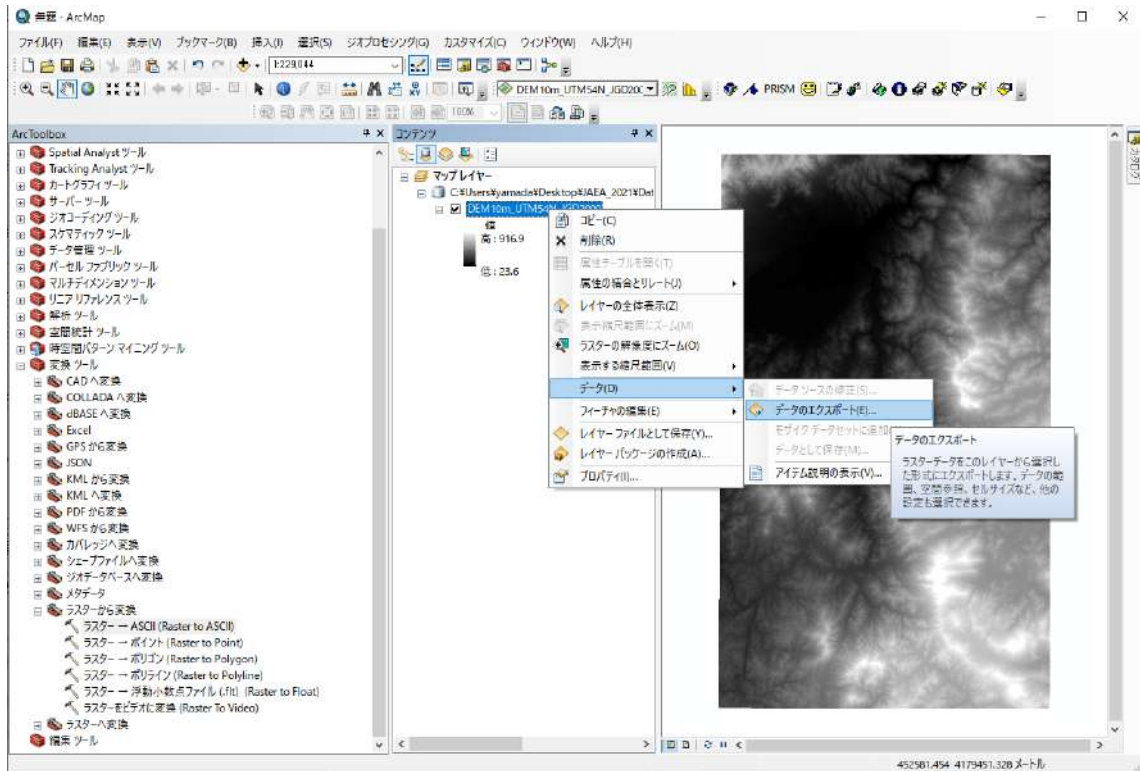 無題 - ArcMap
ファイル(F) 編集(E) 表示(V) ブックマーク(B) 挿入(I) 選択(S) ジオプロセシング(G) カスタマイズ(C) ウィンドウ(W) ヘルプ(H)
1:229,044
DEM10m_UTM54N_JGD200
PRISM
100%
ArcToolbox
Spatial Analyst ツール
Tracking Analyst ツール
カートグラフィ ツール
サーバー ツール
ジオコーディング ツール
スケマティック ツール
データ管理 ツール
パーセル ファブリック ツール
マルチディメンション ツール
リニア リファレンス ツール
解析 ツール
空間統計 ツール
時空間パターン マイニング ツール
変換 ツール
CAD へ変換
COLLADA へ変換
dBASE へ変換
Excel
GPS から変換
JSON
KML から変換
KML へ変換
PDF から変換
WFS から変換
カバレッジへ変換
シェープファイルへ変換
ジオデータベースへ変換
メタデータ
ラスターから変換
ラスター → ASCII (Raster to ASCII)
ラスター → ポイント (Raster to Point)
ラスター → ポリゴン (Raster to Polygon)
ラスター → ポリライン (Raster to Polyline)
ラスター → 浮動小数点ファイル (.flt) (Raster to Float)
ラスターをビデオに変換 (Raster To Video)
ラスターへ変換
編集 ツール
コンテンツ
マップ レイヤー
C:¥Users¥yamada¥Desktop¥JAEA_2021¥Dat
DEM10m_UTM54N_JGD2000
値
高 : 916.9
低 : 23.6
コピー(C)
削除(R)
属性テーブルを開く(T)
属性の結合とリレート(J)
レイヤーの全体表示(Z)
表示縮尺範囲にズーム(M)
ラスターの解像度にズーム(O)
表示する縮尺範囲(V)
データ(D)
フィーチャの編集(E)
レイヤー ファイルとして保存(Y)...
レイヤー パッケージの作成(A)...
プロパティ(I)...
データ ソースの修正(S)...
データのエクスポート(E)...
モザイク データセットに追加
データとして保存(M)...
アイテム説明の表示(V)...
データのエクスポート
ラスターデータをこのレイヤーから選択し
た形式にエクスポートします。データの範
囲、空間参照、セルサイズなど、他の
設定も選択できます。
カタログ
452581.454 4179451.328 メートル